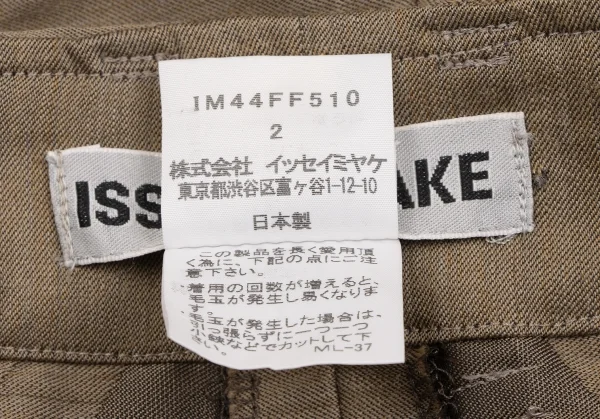 IM44FF510
2
株式会社 イッセイミヤケ
東京都渋谷区富ヶ谷1-12-10
日本製
ISS
AKE
この製品を長く愛用頂
く為に、下記の点にご注
意下さい。
着用の回数が増えると、
毛玉が発生し易くなりま
す。
毛玉が発生した場合は、
引っ張らずに一つ一つ
小鋏などでカットして下
さい。
ML-37